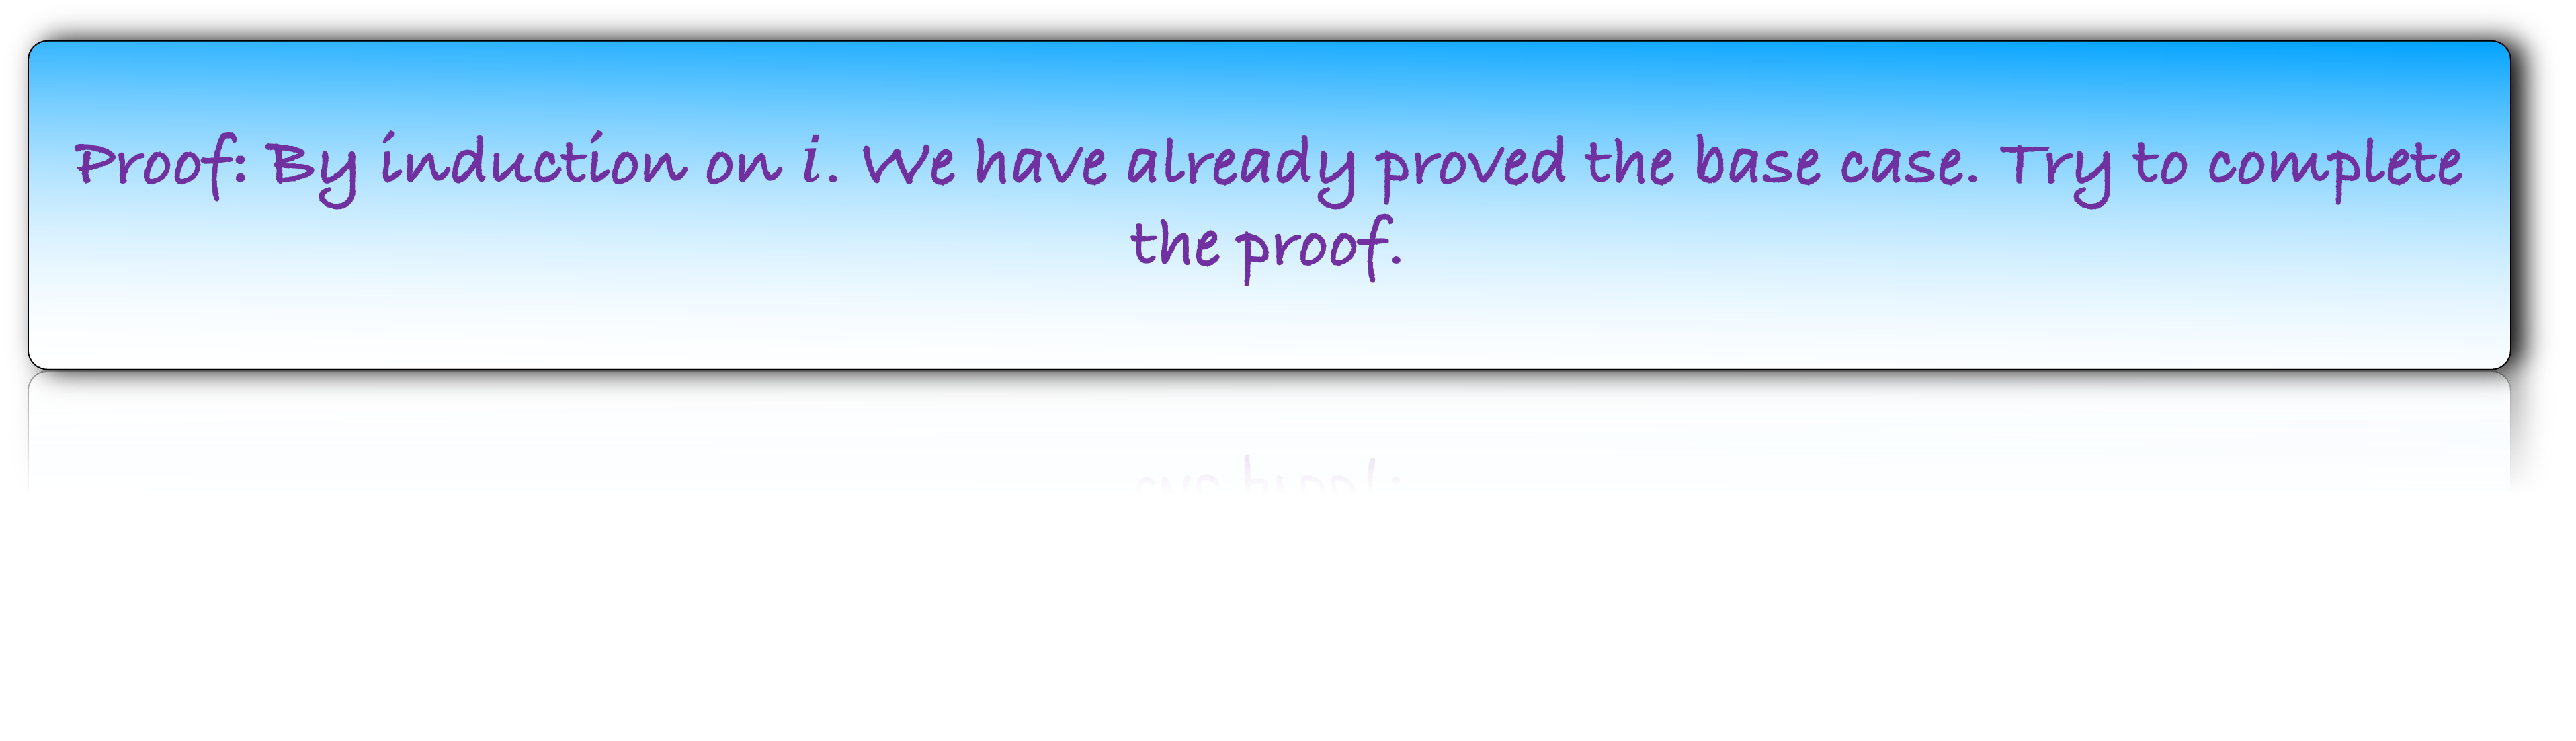 Proof: By induction on i. We have already proved the base case. Try to complete
the proof.